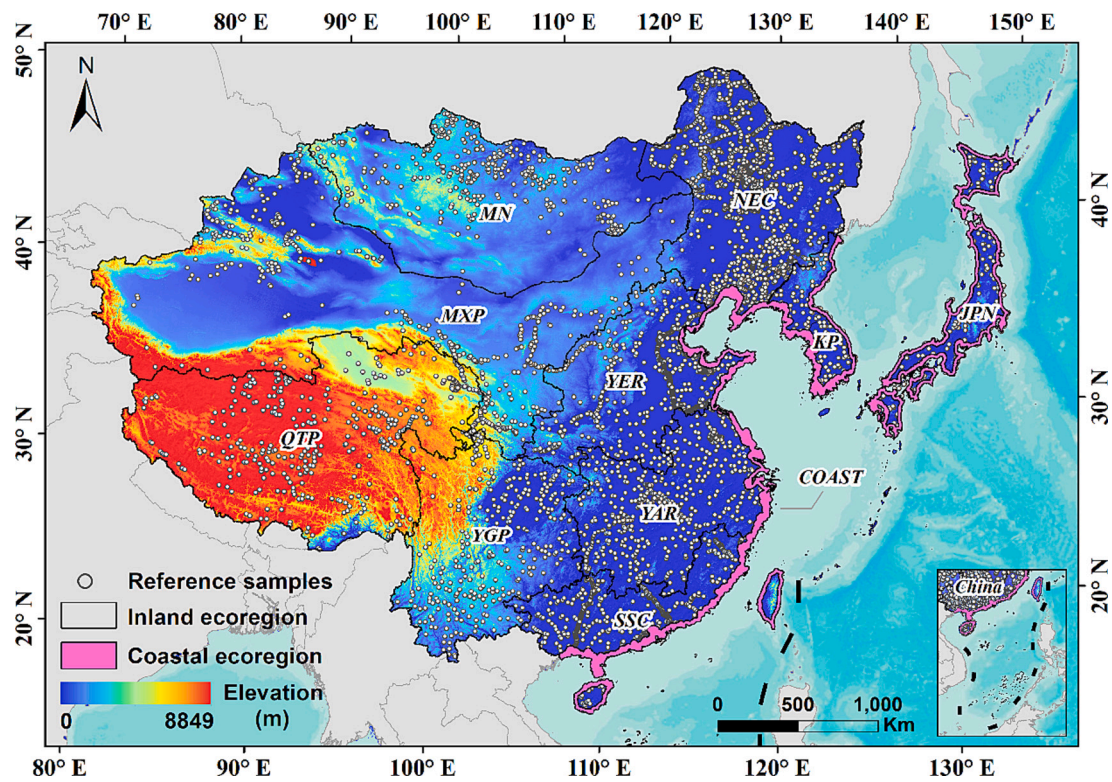 70° E 80° E 90° E 100° E 110° E 120° E 130° E 140° E 150° E
50° N
N
40° N
30° N
20° N
40° N
30° N
20° N
MN
NEC
MXP
KP
JPN
YER
QTP
COAST
YAR
YGP
SSC
Reference samples
Inland ecoregion
Coastal ecoregion
Elevation
(m)
0 8849
China
0 500 1,000
Km
80° E 90° E 100° E 110° E 120° E 130° E